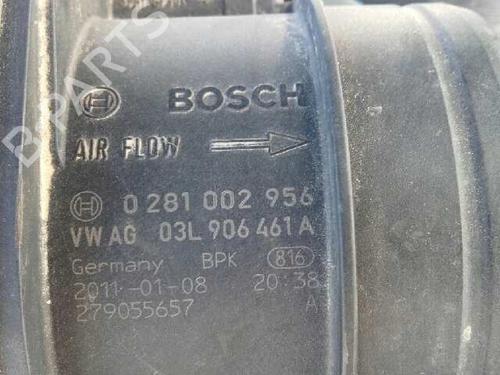 BOSCH
AIR FLOW
0 281 002 956
VW AG 03L 906 461 A
Germany BPK 816
2011-01-08 20:38
279055657 A
B-PARTS